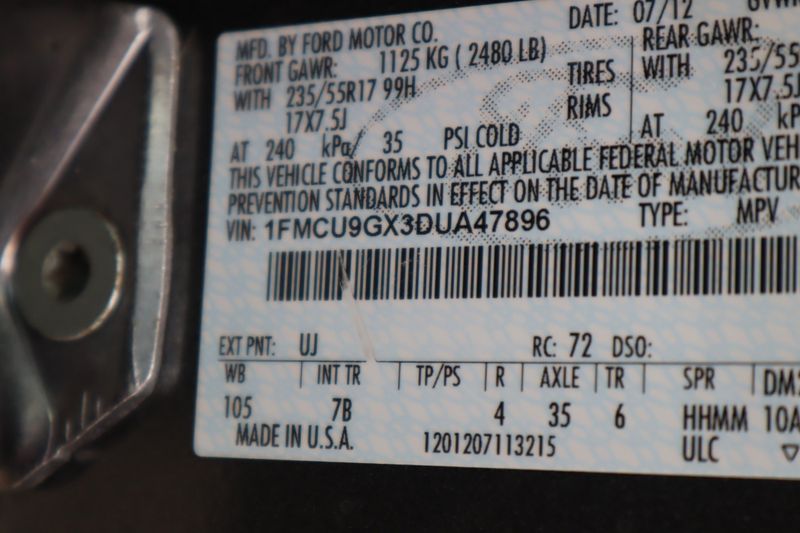 MFD. BY FORD MOTOR CO.
DATE: 07/12
FRONT GAWR: 1125 KG ( 2480 LB)
REAR GAWR:
WITH 235/55R17 99H
TIRES
WITH 235/55
17X7.5J
RIMS
17X7.5J
AT 240 kPa/ 35 PSI COLD
AT 240 kP
THIS VEHICLE CONFORMS TO ALL APPLICABLE FEDERAL MOTOR VEH
PREVENTION STANDARDS IN EFFECT ON THE DATE OF MANUFACTUR
VIN: 1FMCU9GX3DUA47896 TYPE: MPV
EXT PNT: UJ RC: 72 DSO:
WB INT TR TP/PS R AXLE TR SPR DMS
105 7B 4 35 6 HHMM 10A
MADE IN U.S.A. 1201207113215 ULC